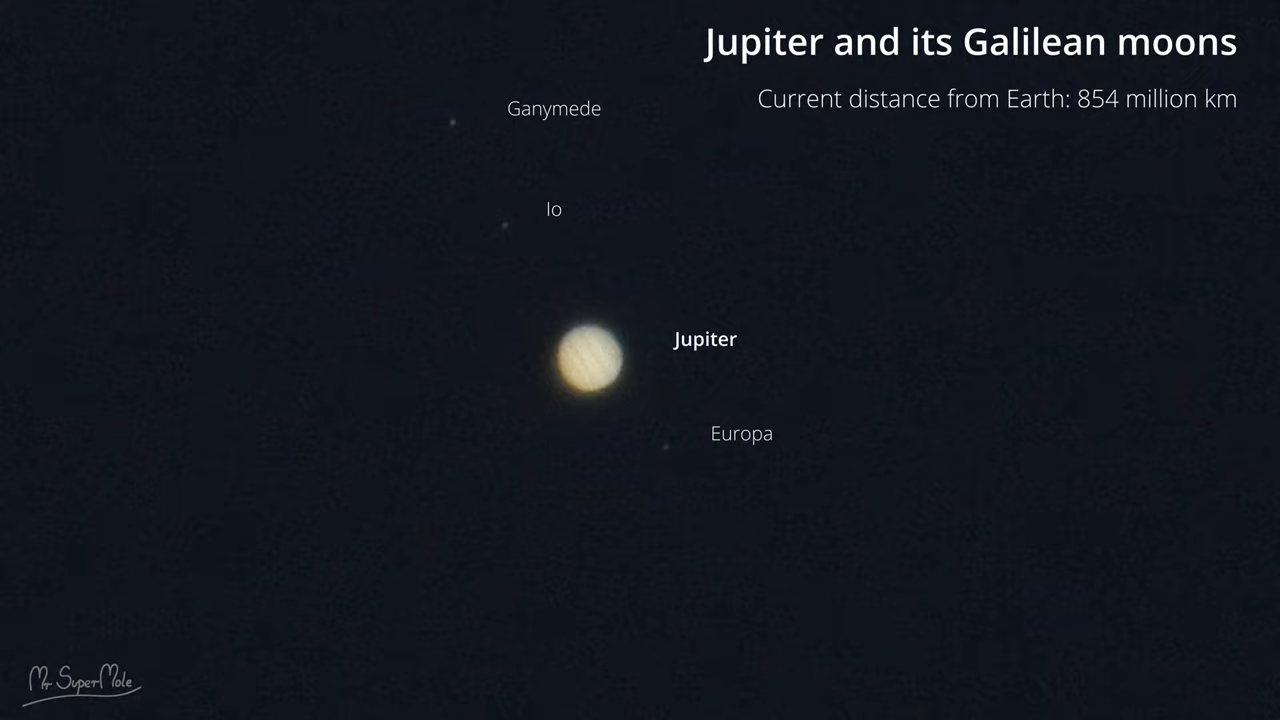 Jupiter and its Galilean moons
Current distance from Earth: 854 million km
Ganymede
Io
Jupiter
Europa
Mr SuperMole